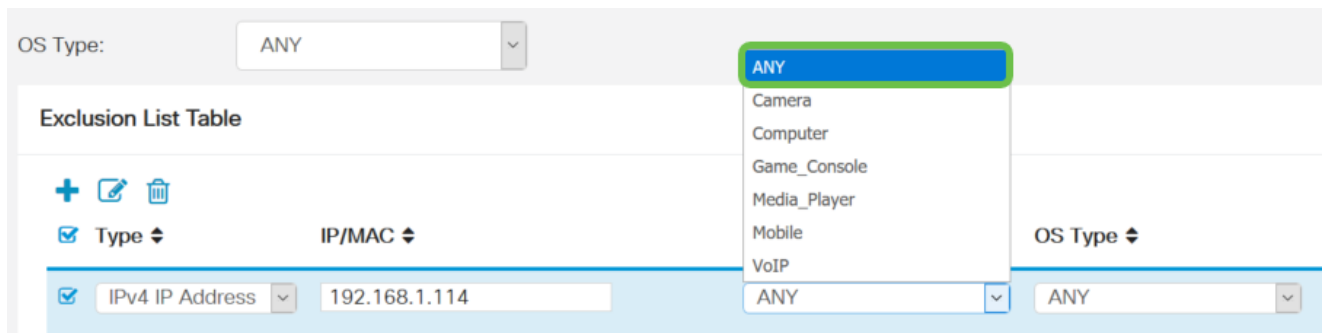 OS Type: ANY
ANY
Camera
Computer
Game_Console
Media_Player
Mobile
VoIP
Exclusion List Table
Type IP/MAC OS Type
IPv4 IP Address 192.168.1.114 ANY ANY